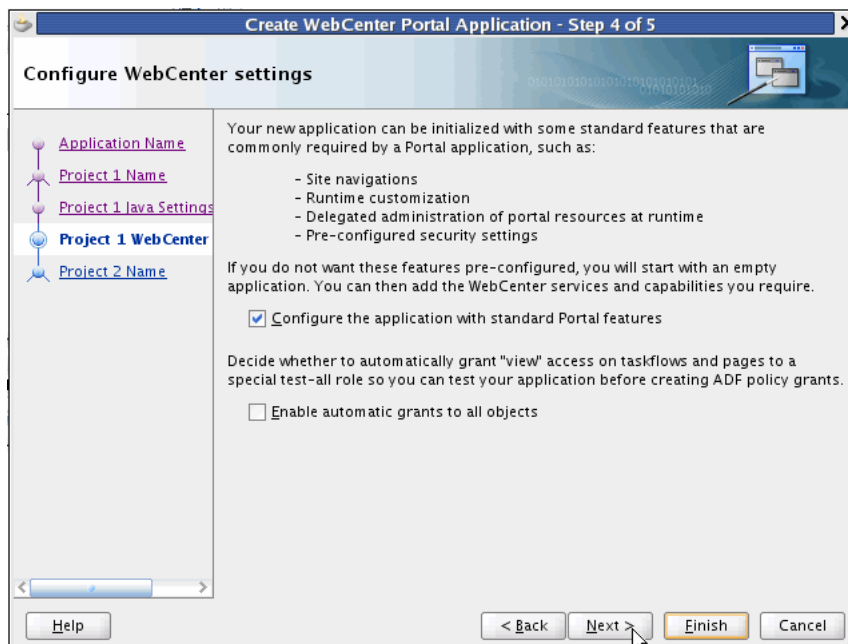 Create WebCenter Portal Application - Step 4 of 5
Configure WebCenter settings
Application Name
Project 1 Name
Project 1 Java Settings
Project 1 WebCenter
Project 2 Name
Your new application can be initialized with some standard features that are
commonly required by a Portal application, such as:
- Site navigations
- Runtime customization
- Delegated administration of portal resources at runtime
- Pre-configured security settings
If you do not want these features pre-configured, you will start with an empty
application. You can then add the WebCenter services and capabilities you require.
Configure the application with standard Portal features
Decide whether to automatically grant "view" access on taskflows and pages to a
special test-all role so you can test your application before creating ADF policy grants.
Enable automatic grants to all objects
Help
< Back
Next >
Finish
Cancel